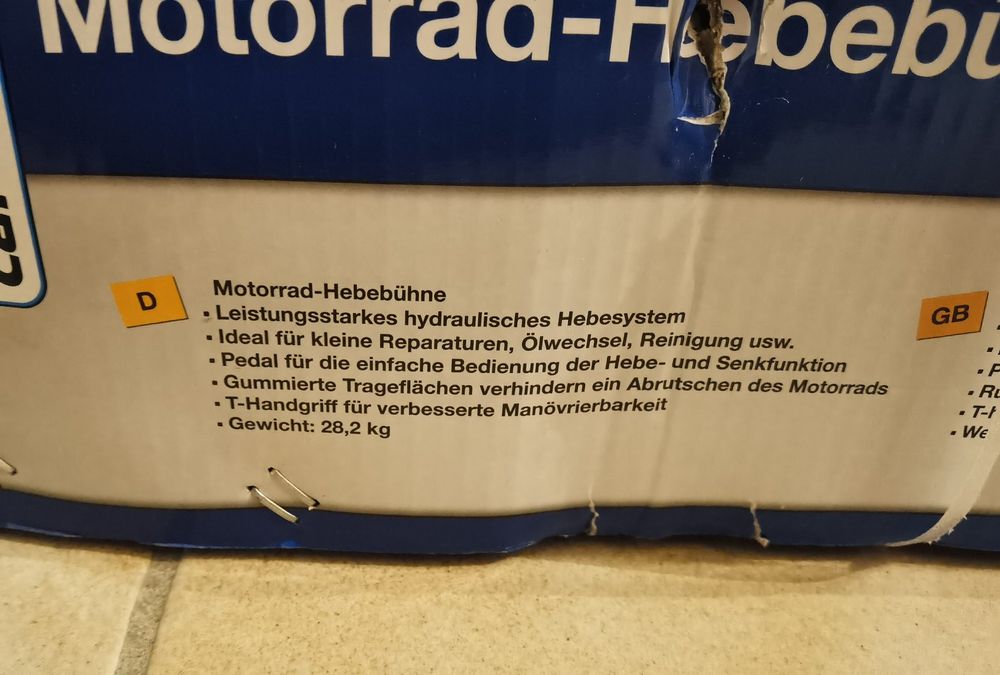 Motorrad-Hebebü
D
Motorrad-Hebebühne
▪ Leistungsstarkes hydraulisches Hebesystem
▪ Ideal für kleine Reparaturen, Ölwechsel, Reinigung usw.
▪ Pedal für die einfache Bedienung der Hebe- und Senkfunktion
▪ Gummierte Trageflächen verhindern ein Abrutschen des Motorrads
▪ T-Handgriff für verbesserte Manövrierbarkeit
▪ Gewicht: 28,2 kg
GB
▪ P
▪ Ru
▪ T-H
▪ We